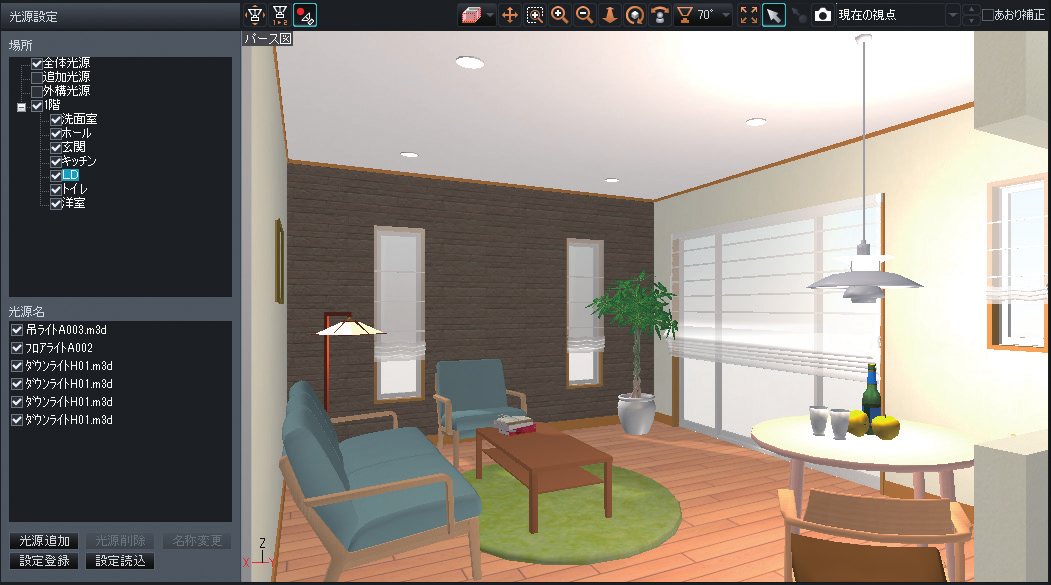 光源設定
1+2
70°
現在の視点
あおり補正
場所
全体光源
追加光源
外構光源
1階
洗面室
ホール
玄関
キッチン
LD
トイレ
洋室
光源名
吊ライトA003.m3d
フロアライトA002
ダウンライトH01.m3d
ダウンライトH01.m3d
ダウンライトH01.m3d
ダウンライトH01.m3d
光源追加
光源削除
名称変更
設定登録
設定読込
パース図
Z
X
Y